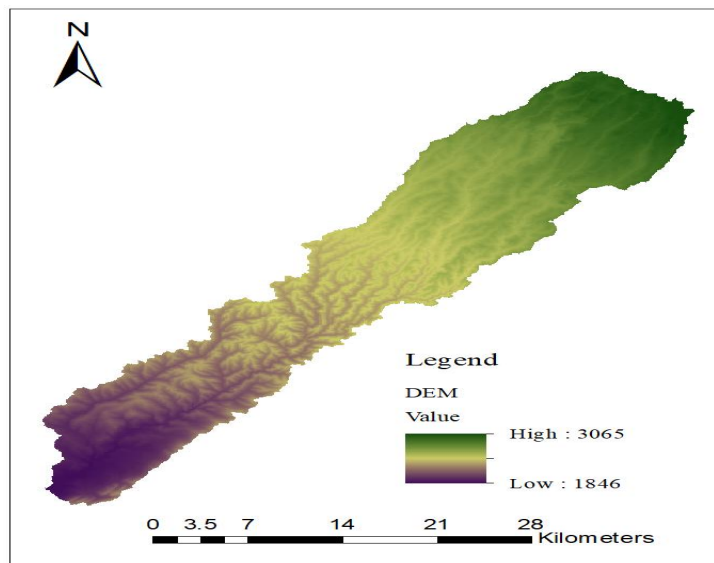 N
Legend
DEM
Value
High : 3065
Low : 1846
0 3.5 7 14 21 28
Kilometers